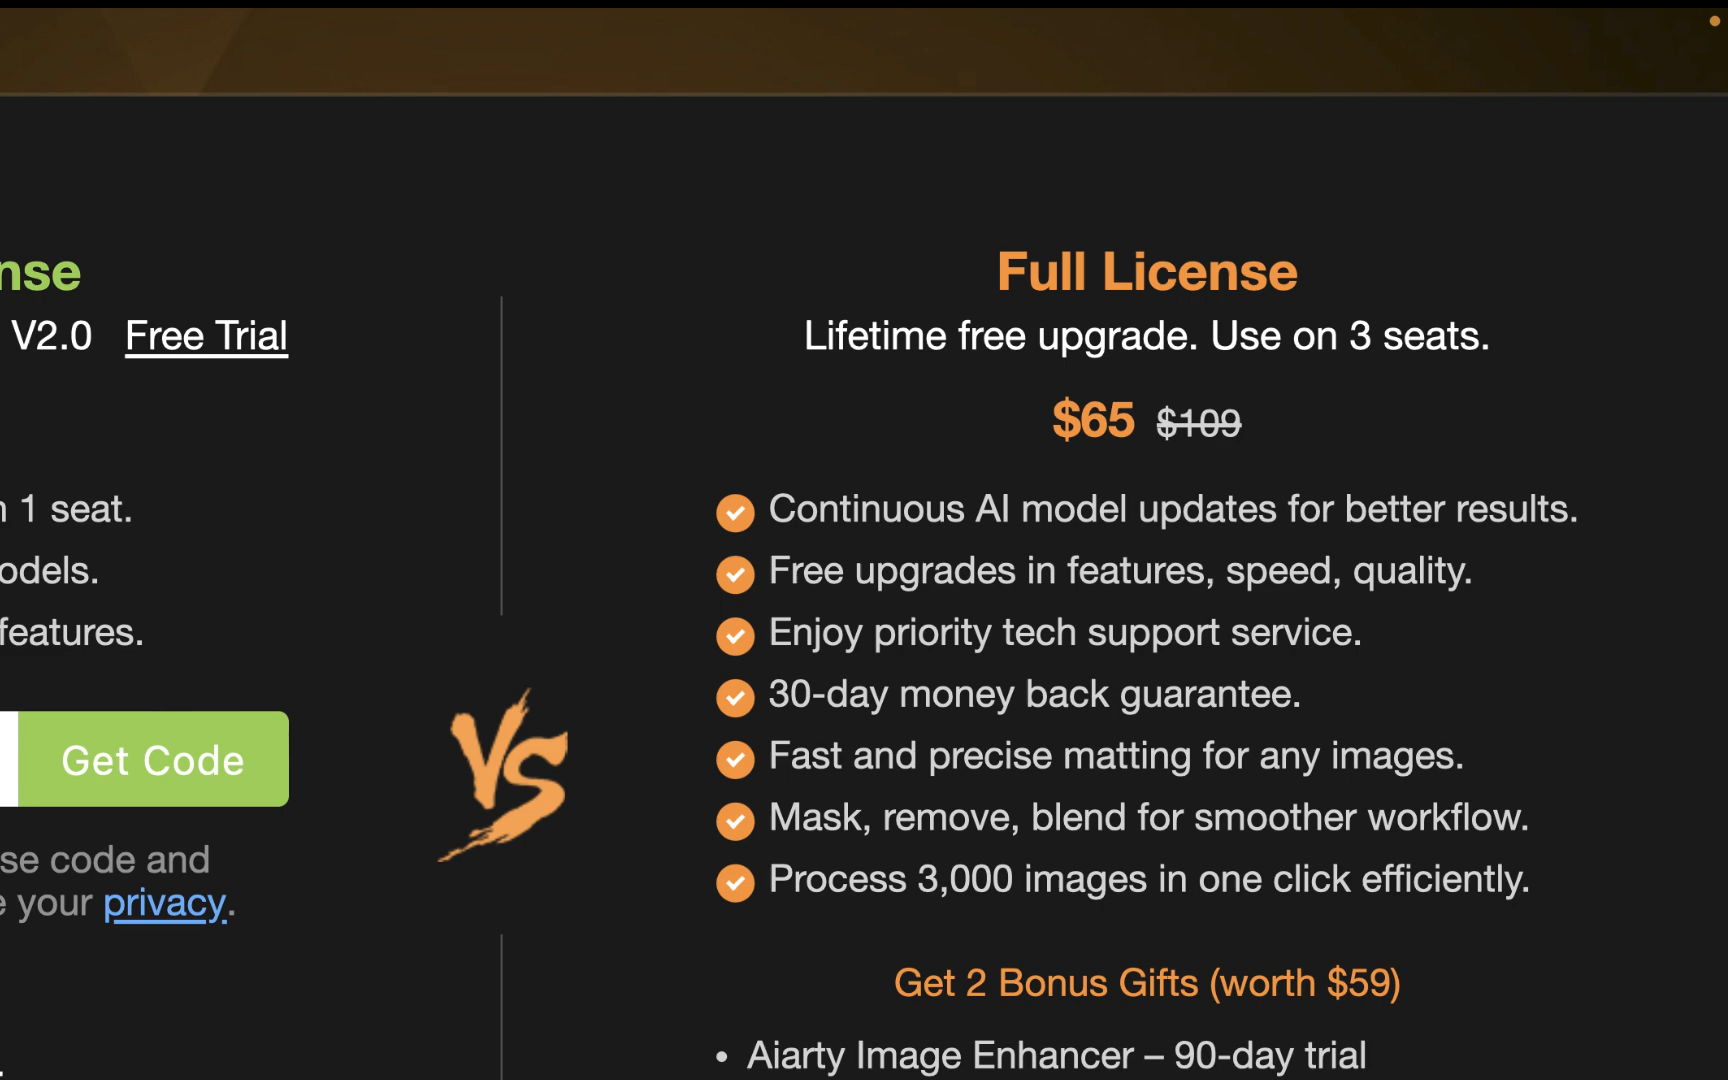 nse
V2.0 Free Trial
n 1 seat.
odels.
features.
Get Code
se code and
e your privacy.
VS
Full License
Lifetime free upgrade. Use on 3 seats.
$65 $109
Continuous AI model updates for better results.
Free upgrades in features, speed, quality.
Enjoy priority tech support service.
30-day money back guarantee.
Fast and precise matting for any images.
Mask, remove, blend for smoother workflow.
Process 3,000 images in one click efficiently.
Get 2 Bonus Gifts (worth $59)
• Aiarty Image Enhancer – 90-day trial